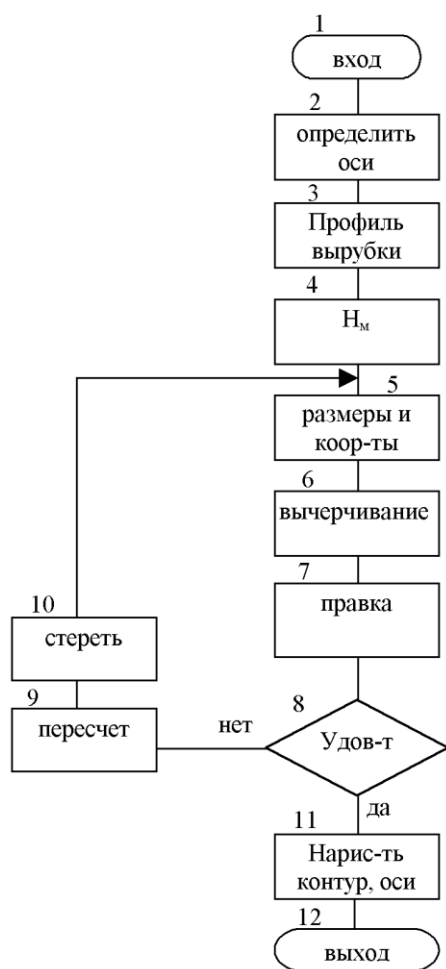 1
вход
2
определить
оси
3
Профиль
вырубки
4
Нм
5
размеры и
коор-ты
6
вычерчивание
7
правка
10
стереть
9
пересчет
нет
8
Удов-т
да
11
Нарис-ть
контур, оси
12
выход